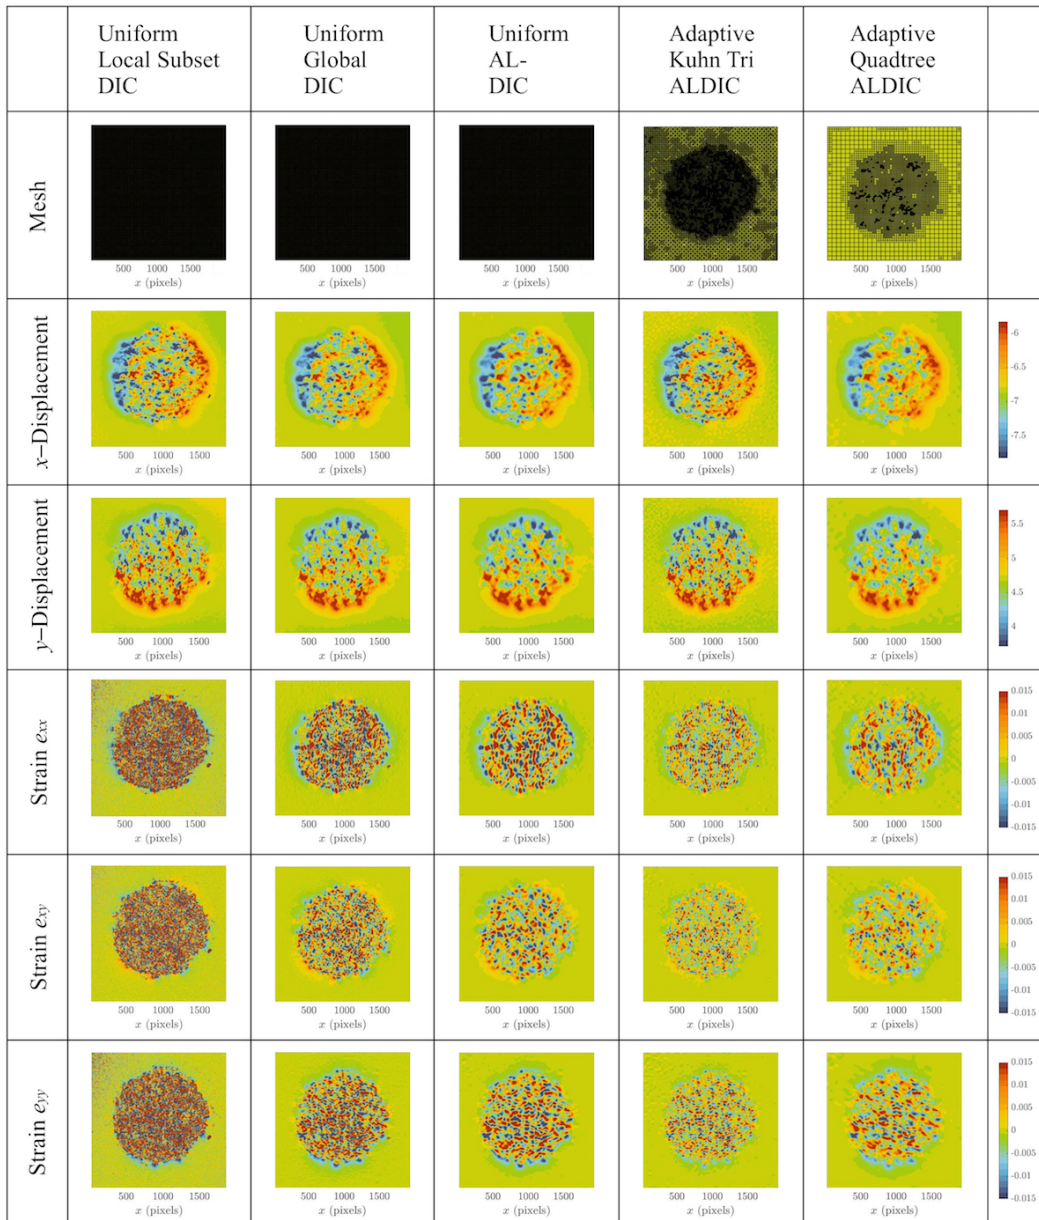 Uniform
Local Subset
DIC
Uniform
Global
DIC
Uniform
AL-
DIC
Adaptive
Kuhn Tri
ALDIC
Adaptive
Quadtree
ALDIC
Mesh
500 1000 1500
x (pixels)
500 1000 1500
x (pixels)
500 1000 1500
x (pixels)
500 1000 1500
x (pixels)
500 1000 1500
x (pixels)
x–Displacement
500 1000 1500
x (pixels)
500 1000 1500
x (pixels)
500 1000 1500
x (pixels)
500 1000 1500
x (pixels)
500 1000 1500
x (pixels)
-6
-6.5
-7
-7.5
y–Displacement
500 1000 1500
x (pixels)
500 1000 1500
x (pixels)
500 1000 1500
x (pixels)
500 1000 1500
x (pixels)
500 1000 1500
x (pixels)
5.5
5
4.5
4
Strain exx
500 1000 1500
x (pixels)
500 1000 1500
x (pixels)
500 1000 1500
x (pixels)
500 1000 1500
x (pixels)
500 1000 1500
x (pixels)
0.015
0.01
0.005
0
-0.005
-0.01
-0.015
Strain exy
500 1000 1500
x (pixels)
500 1000 1500
x (pixels)
500 1000 1500
x (pixels)
500 1000 1500
x (pixels)
500 1000 1500
x (pixels)
0.015
0.01
0.005
0
-0.005
-0.01
-0.015
Strain eyy
500 1000 1500
x (pixels)
500 1000 1500
x (pixels)
500 1000 1500
x (pixels)
500 1000 1500
x (pixels)
500 1000 1500
x (pixels)
0.015
0.01
0.005
0
-0.005
-0.01
-0.015